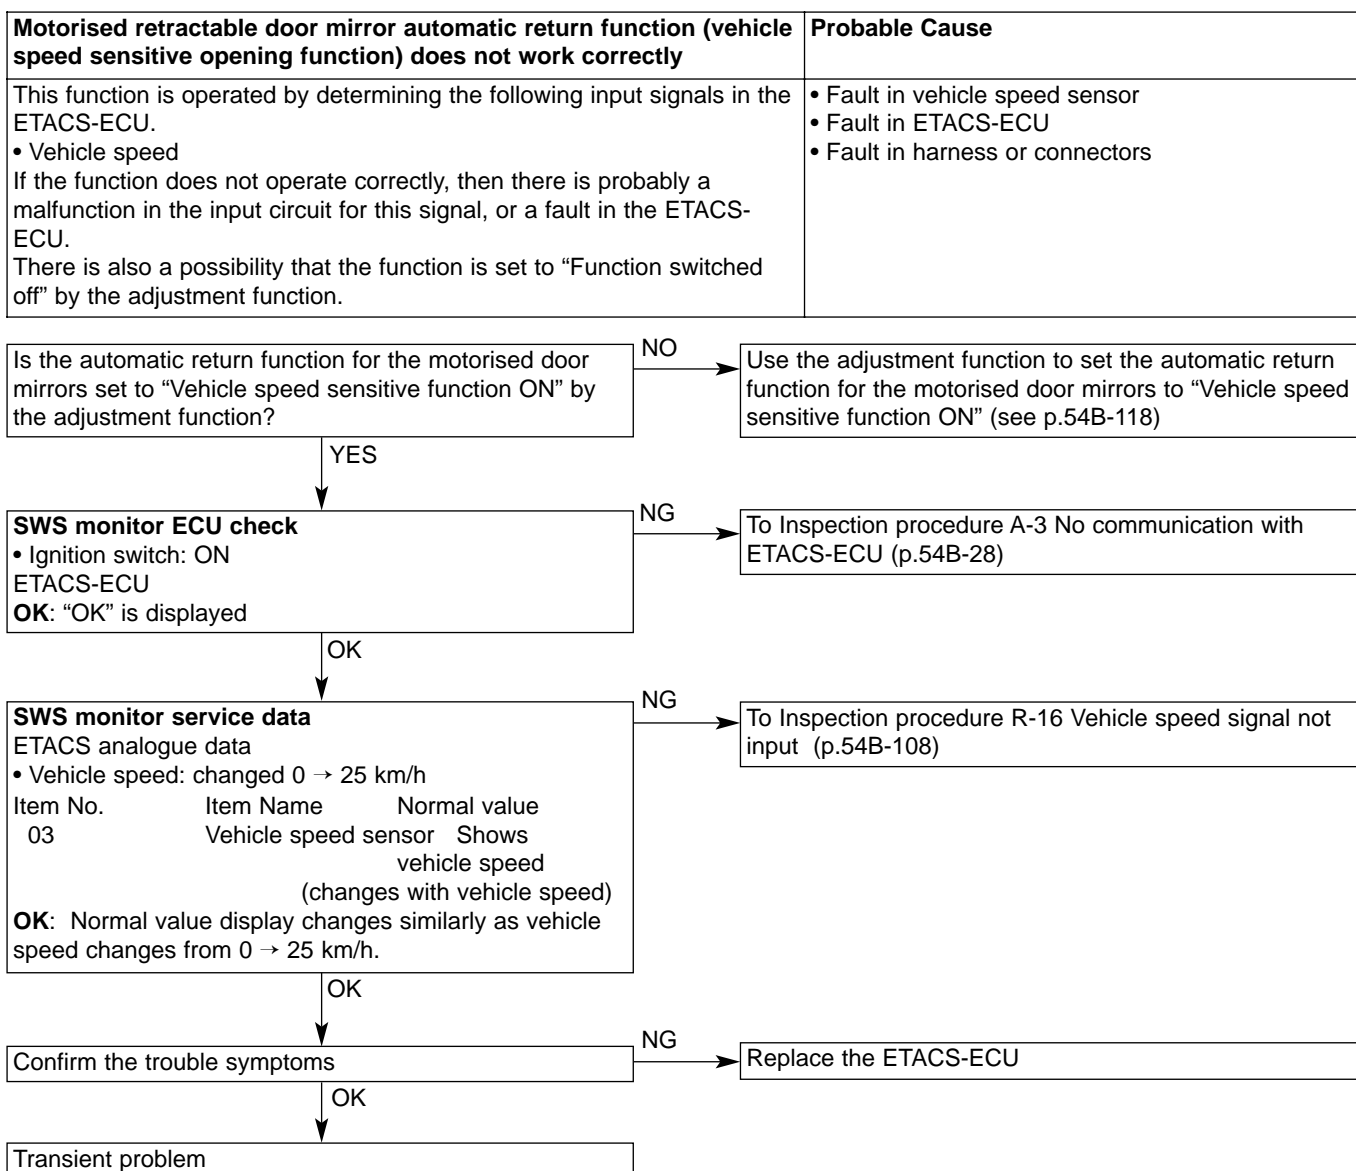 Motorised retractable door mirror automatic return function (vehicle
speed sensitive opening function) does not work correctly
Probable Cause
This function is operated by determining the following input signals in the
ETACS-ECU.
• Vehicle speed
If the function does not operate correctly, then there is probably a
malfunction in the input circuit for this signal, or a fault in the ETACS-
ECU.
There is also a possibility that the function is set to “Function switched
off” by the adjustment function.
• Fault in vehicle speed sensor
• Fault in ETACS-ECU
• Fault in harness or connectors
Is the automatic return function for the motorised door
mirrors set to “Vehicle speed sensitive function ON” by
the adjustment function?
NO
Use the adjustment function to set the automatic return
function for the motorised door mirrors to “Vehicle speed
sensitive function ON” (see p.54B-118)
YES
SWS monitor ECU check
• Ignition switch: ON
ETACS-ECU
OK: “OK” is displayed
NG
To Inspection procedure A-3 No communication with
ETACS-ECU (p.54B-28)
OK
SWS monitor service data
ETACS analogue data
• Vehicle speed: changed 0 → 25 km/h
Item No. Item Name Normal value
03 Vehicle speed sensor Shows
vehicle speed
(changes with vehicle speed)
OK: Normal value display changes similarly as vehicle
speed changes from 0 → 25 km/h.
NG
To Inspection procedure R-16 Vehicle speed signal not
input (p.54B-108)
OK
Confirm the trouble symptoms
NG
Replace the ETACS-ECU
OK
Transient problem